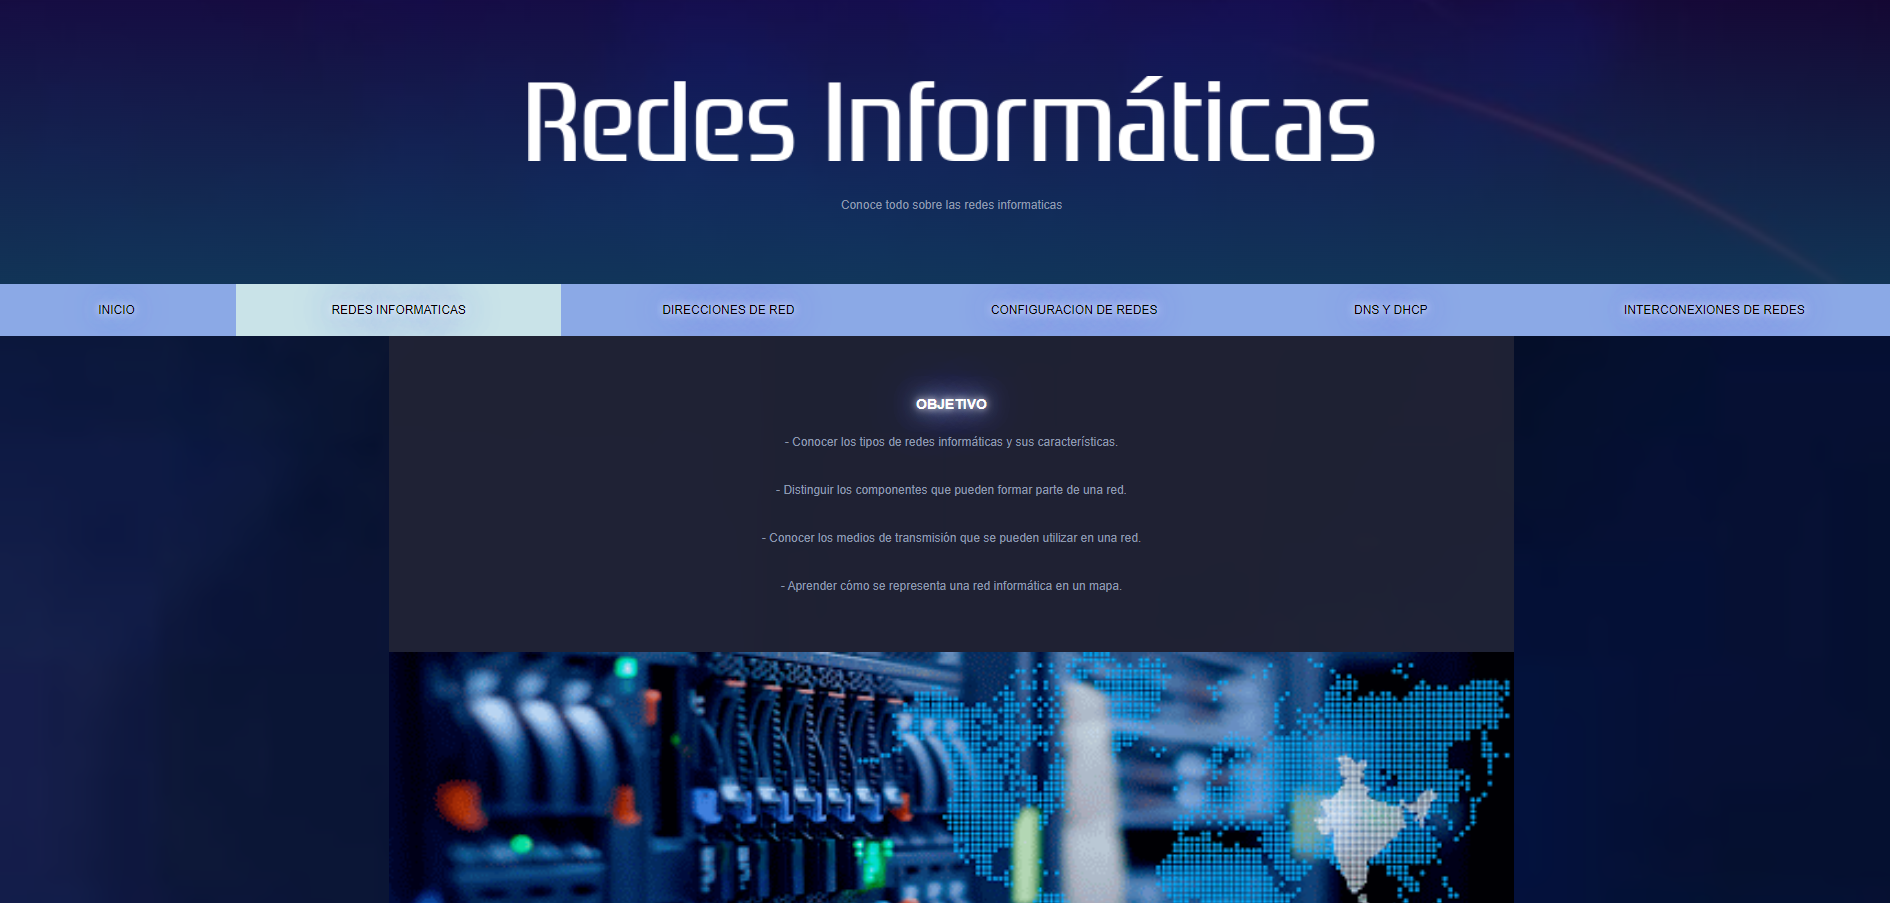 Redes Informáticas
Conoce todo sobre las redes informaticas
INICIO REDES INFORMATICAS DIRECCIONES DE RED CONFIGURACION DE REDES DNS Y DHCP INTERCONEXIONES DE REDES
OBJETIVO
- Conocer los tipos de redes informáticas y sus características.
- Distinguir los componentes que pueden formar parte de una red.
- Conocer los medios de transmisión que se pueden utilizar en una red.
- Aprender cómo se representa una red informática en un mapa.